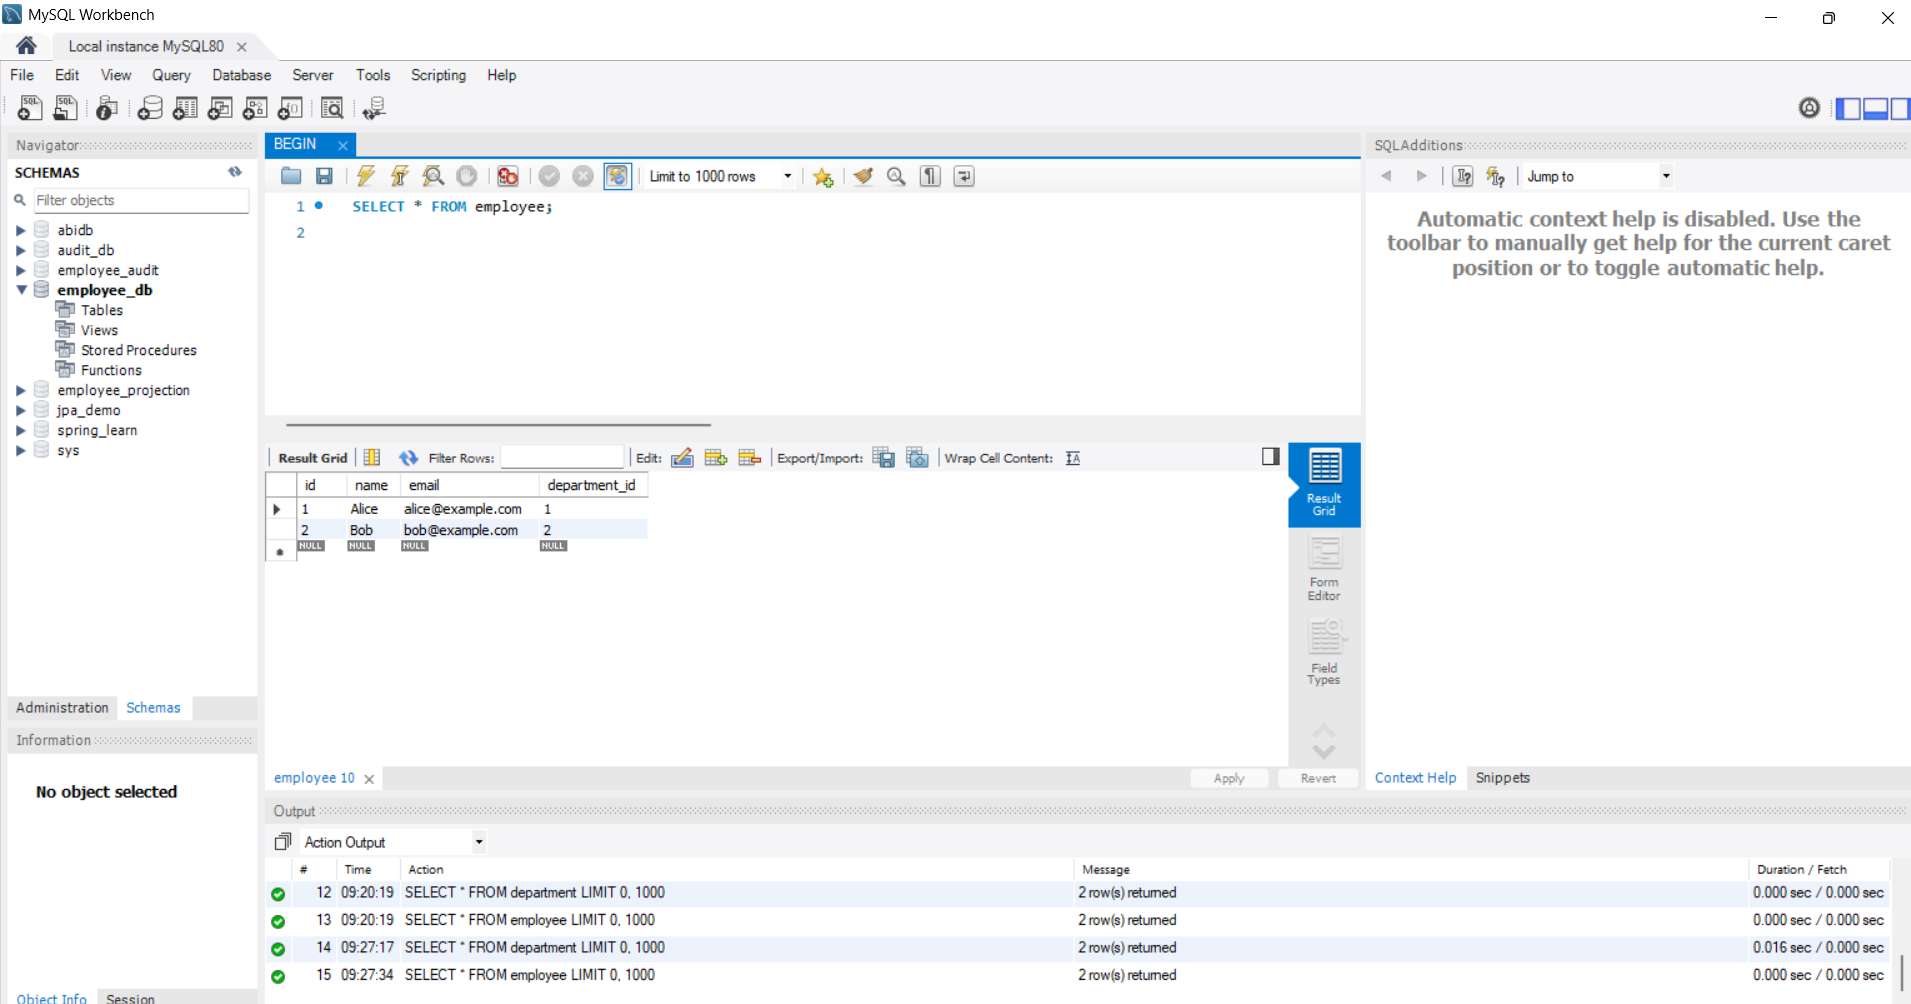 MySQL Workbench
Local instance MySQL80
File Edit View Query Database Server Tools Scripting Help
Navigator
SCHEMAS
Filter objects
abidb
audit_db
employee_audit
employee_db
Tables
Views
Stored Procedures
Functions
employee_projection
jpa_demo
spring_learn
sys
Administration Schemas
Information
No object selected
Object Info Session
BEGIN
Limit to 1000 rows
1 SELECT * FROM employee;
2
Result Grid Filter Rows: Edit: Export/Import: Wrap Cell Content:
id name email department_id
1 Alice alice@example.com 1
2 Bob bob@example.com 2
NULL NULL NULL NULL
Result
Grid
Form
Editor
Field
Types
employee 10 Apply Revert
SQLAdditions
Jump to
Automatic context help is disabled. Use the
toolbar to manually get help for the current caret
position or to toggle automatic help.
Context Help Snippets
Output
Action Output
# Time Action Message Duration / Fetch
12 09:20:19 SELECT * FROM department LIMIT 0, 1000 2 row(s) returned 0.000 sec / 0.000 sec
13 09:20:19 SELECT * FROM employee LIMIT 0, 1000 2 row(s) returned 0.000 sec / 0.000 sec
14 09:27:17 SELECT * FROM department LIMIT 0, 1000 2 row(s) returned 0.016 sec / 0.000 sec
15 09:27:34 SELECT * FROM employee LIMIT 0, 1000 2 row(s) returned 0.000 sec / 0.000 sec